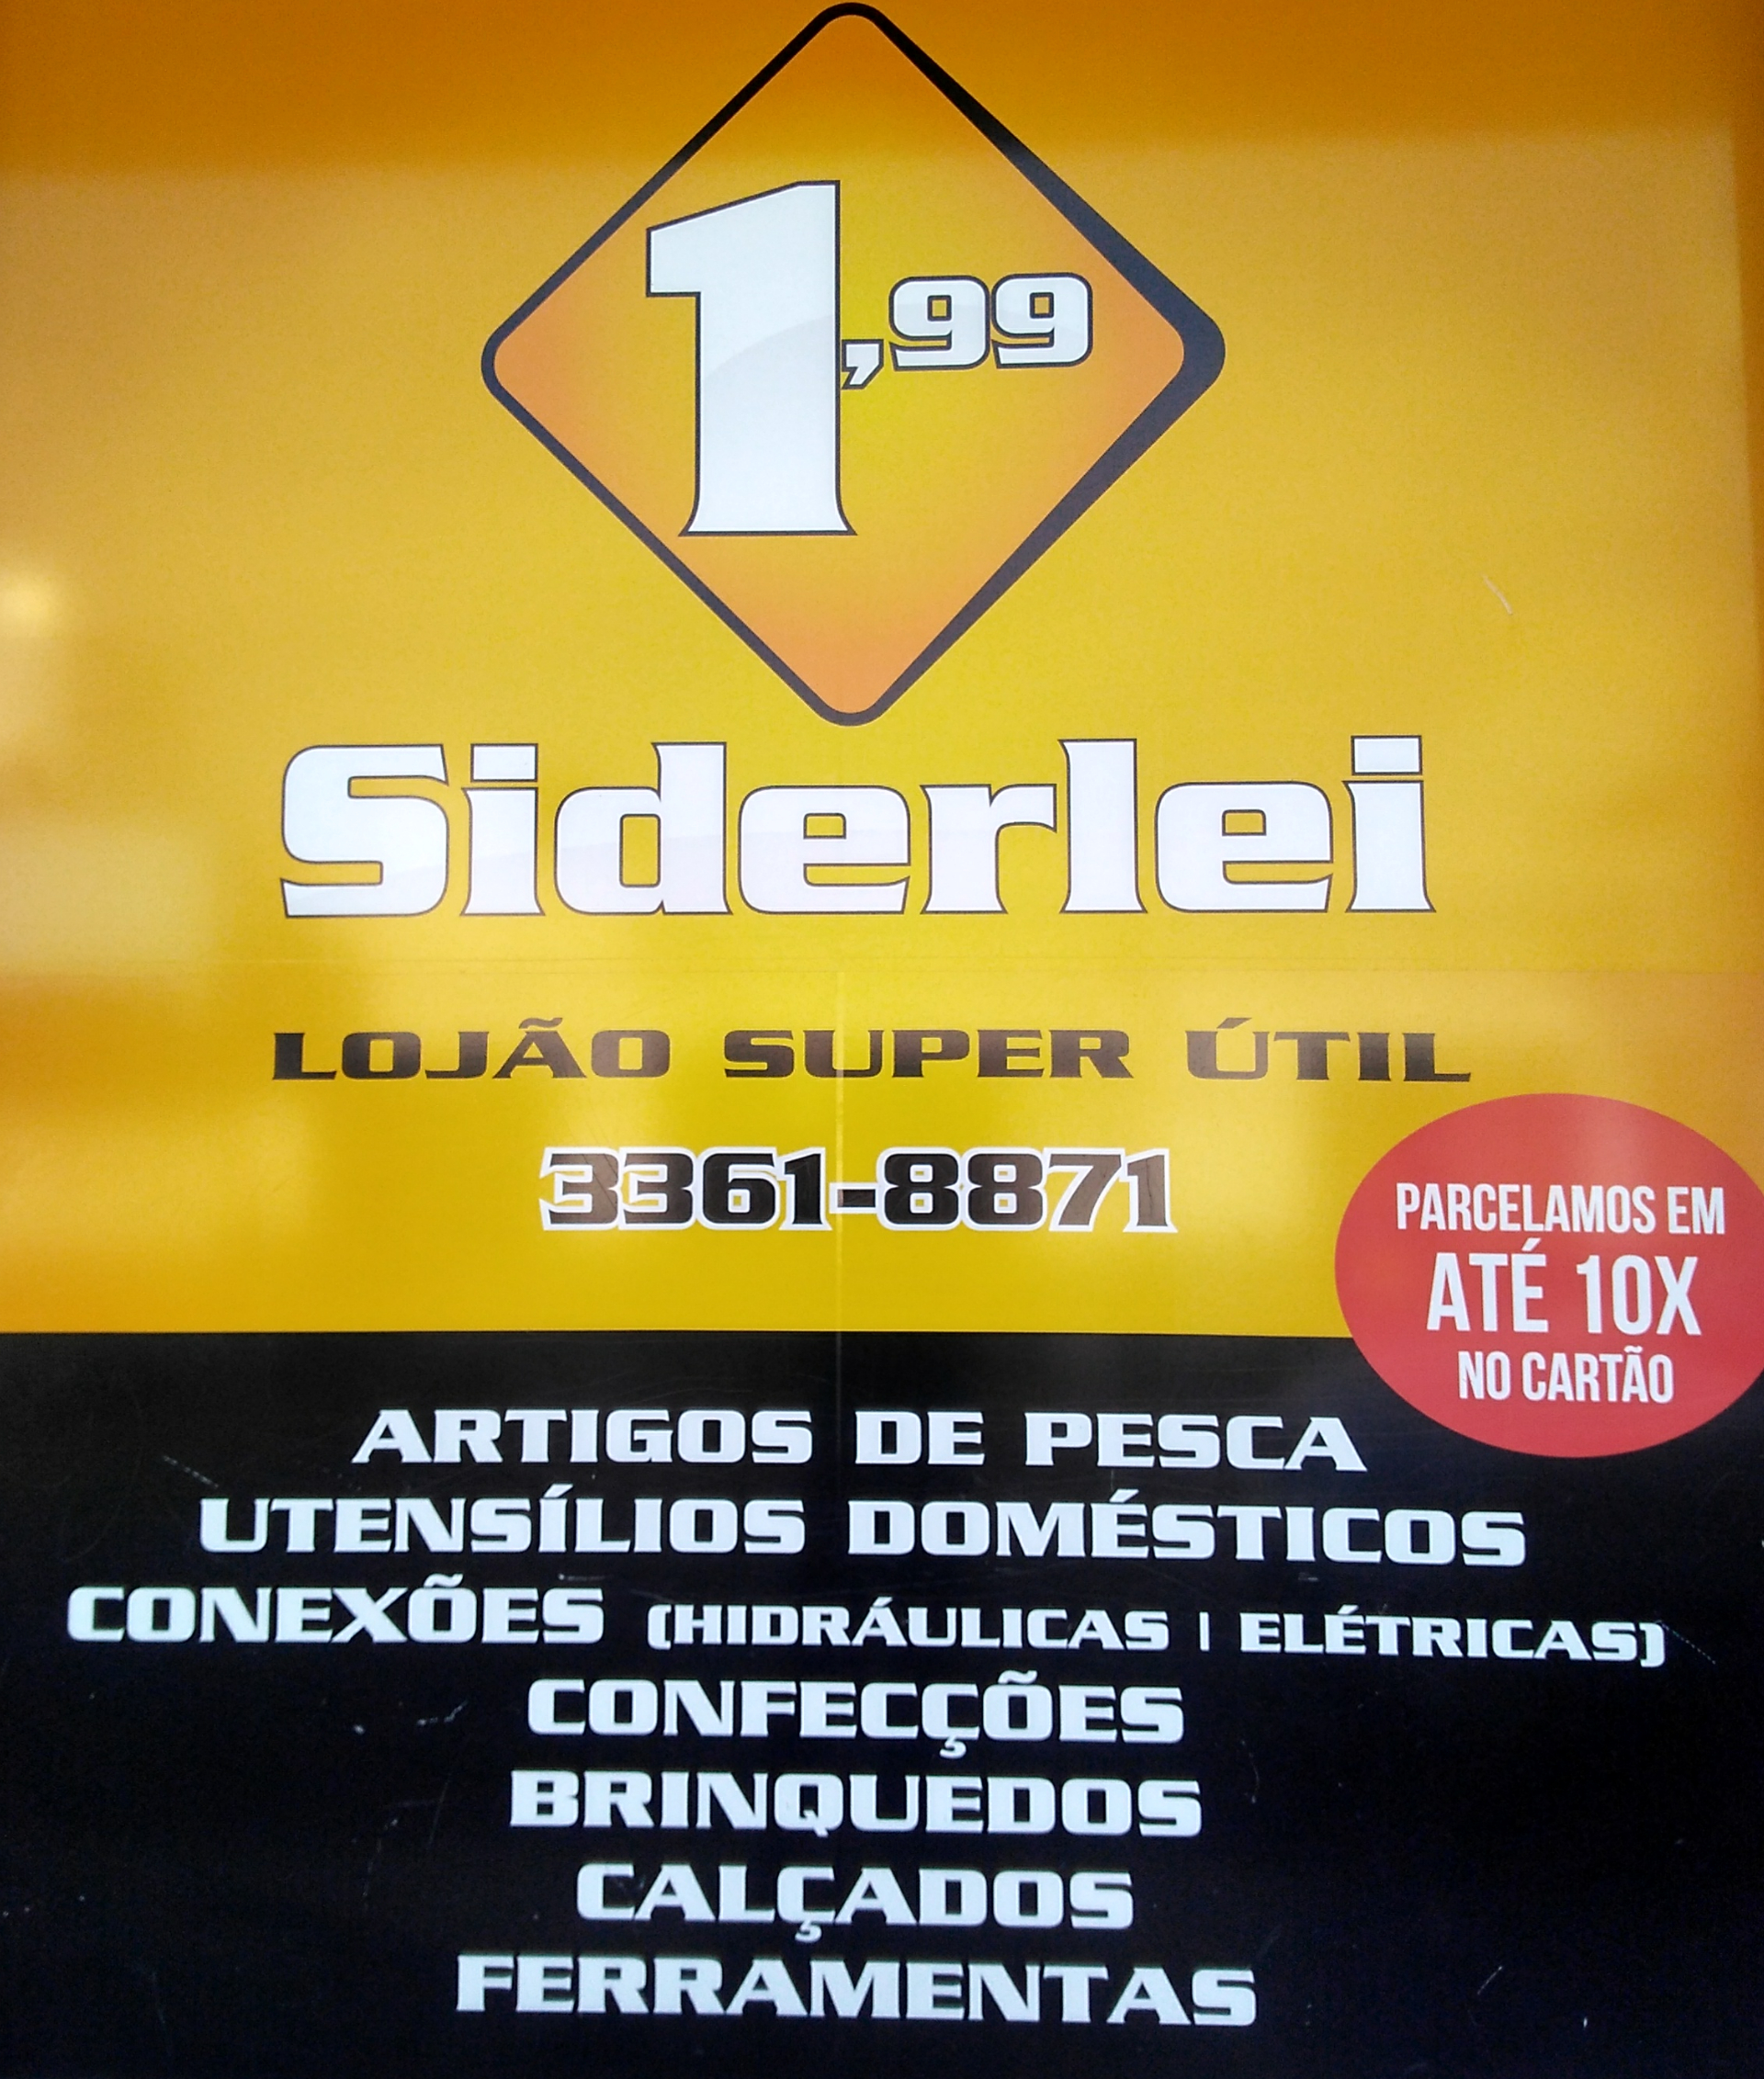 1,99
Siderlei
LOJÃO SUPER ÚTIL
3361-8871
PARCELAMOS EM
ATÉ 10X
NO CARTÃO
ARTIGOS DE PESCA
UTENSÍLIOS DOMÉSTICOS
CONEXÕES (HIDRÁULICAS | ELÉTRICAS)
CONFECÇÕES
BRINQUEDOS
CALÇADOS
FERRAMENTAS